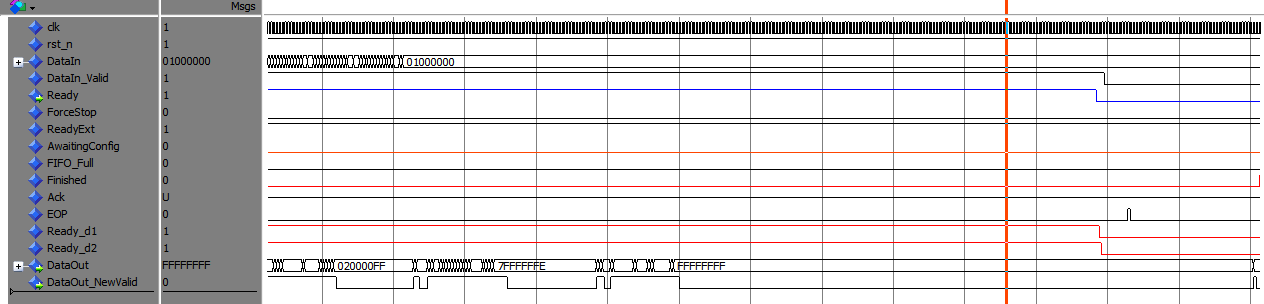 Msgs
clk 1
rst_n 1
DataIn 01000000 01000000
DataIn_Valid 1
Ready 1
ForceStop 0
ReadyExt 1
AwaitingConfig 0
FIFO_Full 0
Finished 0
Ack U
EOP 0
Ready_d1 1
Ready_d2 1
DataOut FFFFFFFF 020000FF 7FFFFFFE FFFFFFFF
DataOut_NewValid 0